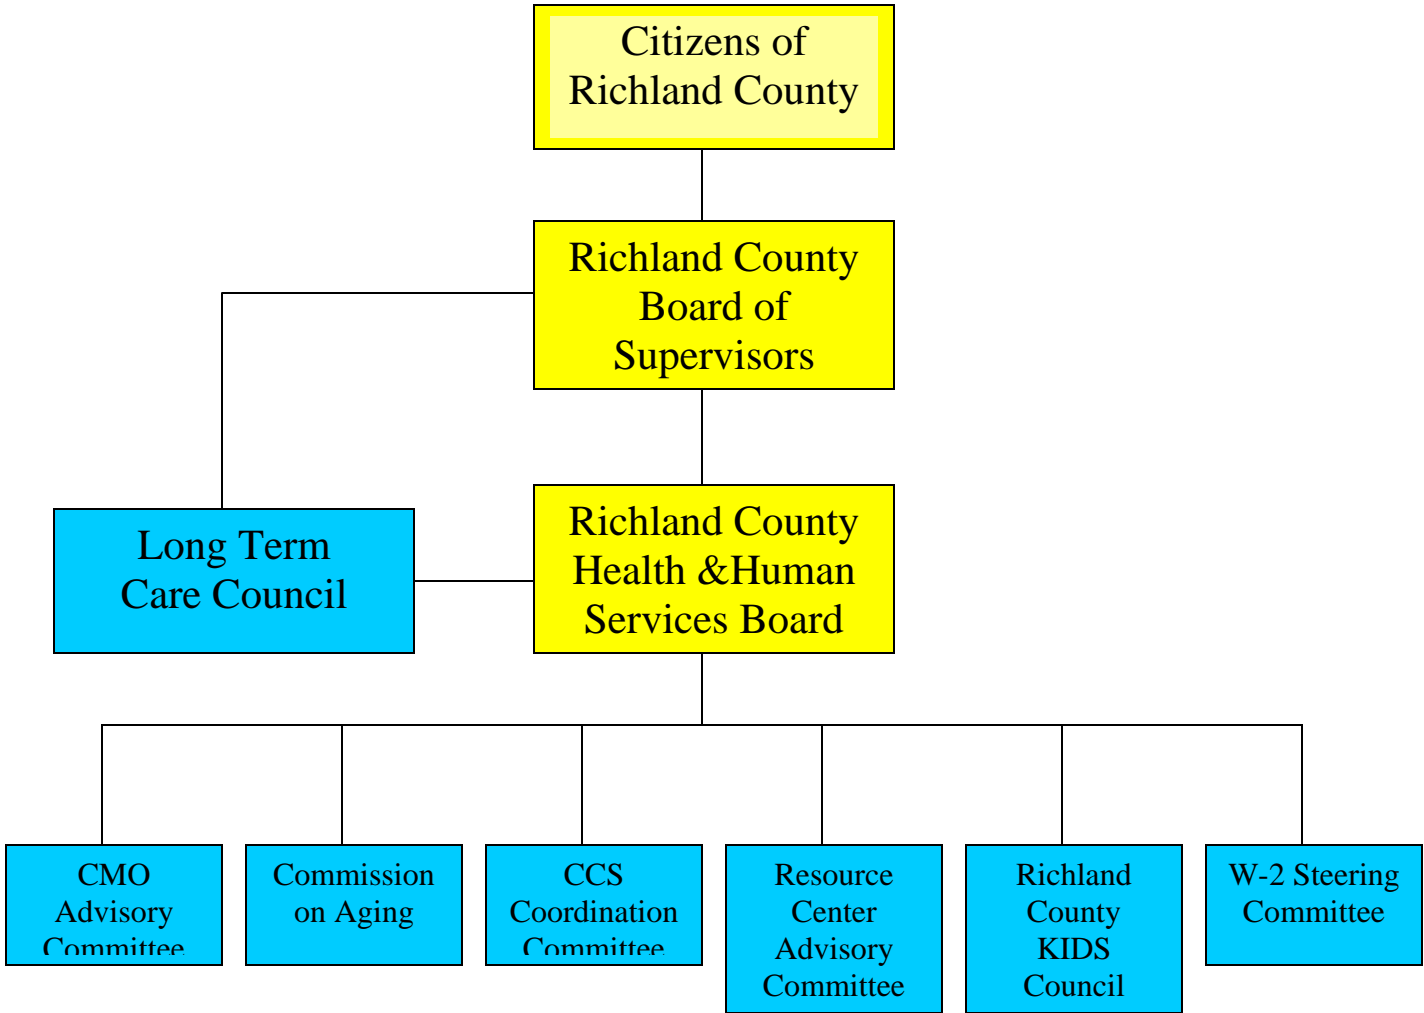 Citizens of
Richland County
Richland County
Board of
Supervisors
Long Term
Care Council
Richland County
Health &Human
Services Board
CMO
Advisory
Committee
Commission
on Aging
CCS
Coordination
Committee
Resource
Center
Advisory
Committee
Richland
County
KIDS
Council
W-2 Steering
Committee